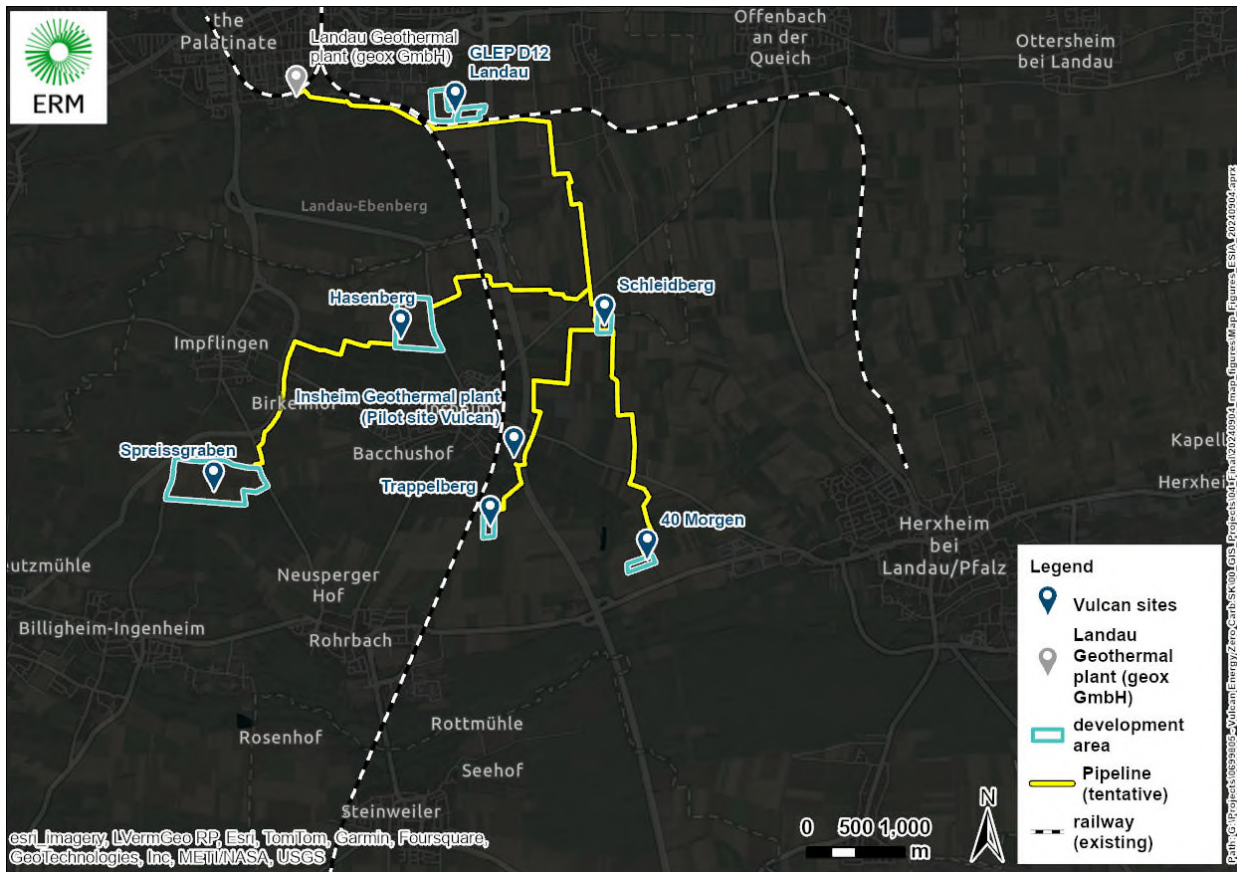 the
Palatinate
Landau Geothermal
plant (geox GmbH)
GLEP D12
Landau
Offenbach
an der
Queich
Ottersheim
bei Landau
ERM
Landau-Ebenberg
Schleidberg
Hasenberg
Impflingen
Insheim Geothermal plant
(Pilot site Vulcan)
Bacchushof
Spreissgraben
Trappelberg
40 Morgen
Kapell
Herxhei
Herxheim
bei
Landau/Pfalz
eutzmühle
Neusperger
Hof
Billigheim-Ingenheim
Rohrbach
Rottmühle
Rosenhof
Seehof
Steinweiler
Legend
Vulcan sites
Landau
Geothermal
plant (geox
GmbH)
development
area
Pipeline
(tentative)
railway
(existing)
N
0 500 1,000
m
esri_imagery, LVermGeo RP, Esri, TomTom, Garmin, Foursquare,
GeoTechnologies, Inc, METI/NASA, USGS